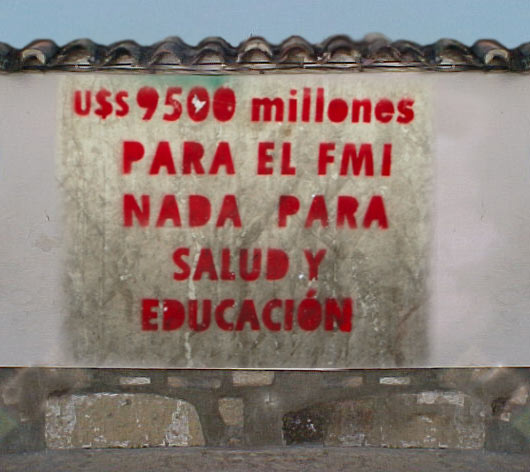 U$S 9500 millones
PARA EL FMI
NADA PARA
SALUD Y
EDUCACIÓN